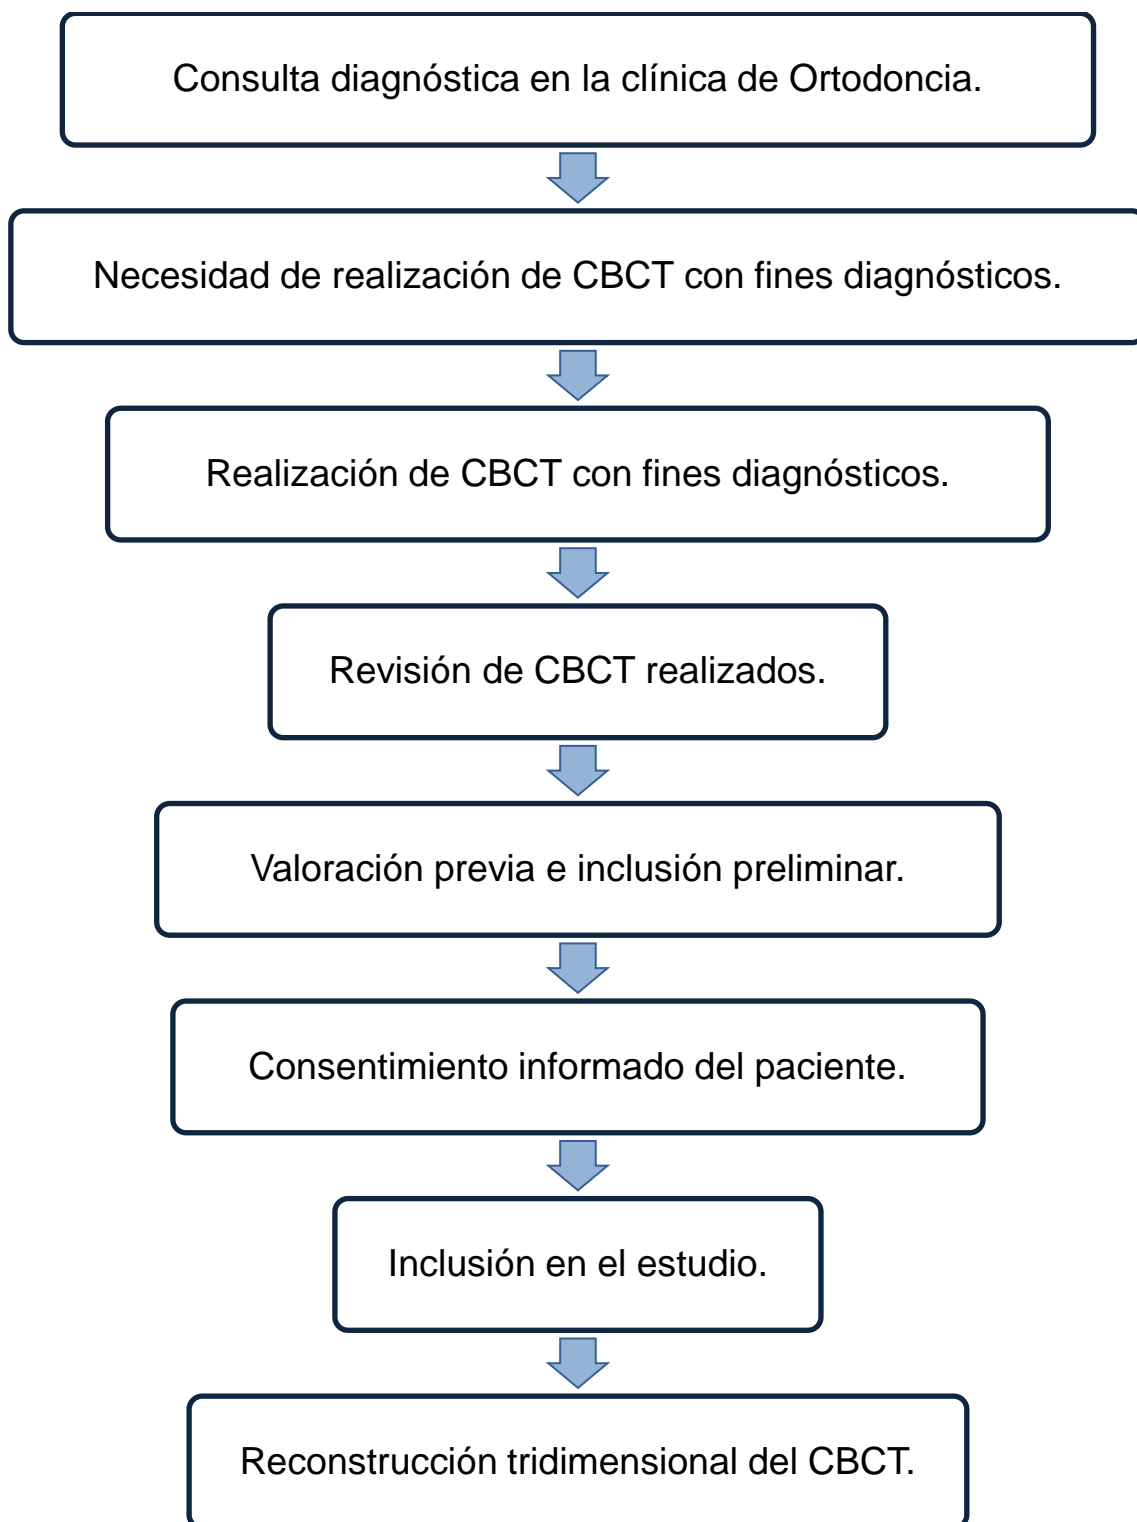 Consulta diagnóstica en la clínica de Ortodoncia.
Necesidad de realización de CBCT con fines diagnósticos.
Realización de CBCT con fines diagnósticos.
Revisión de CBCT realizados.
Valoración previa e inclusión preliminar.
Consentimiento informado del paciente.
Inclusión en el estudio.
Reconstrucción tridimensional del CBCT.